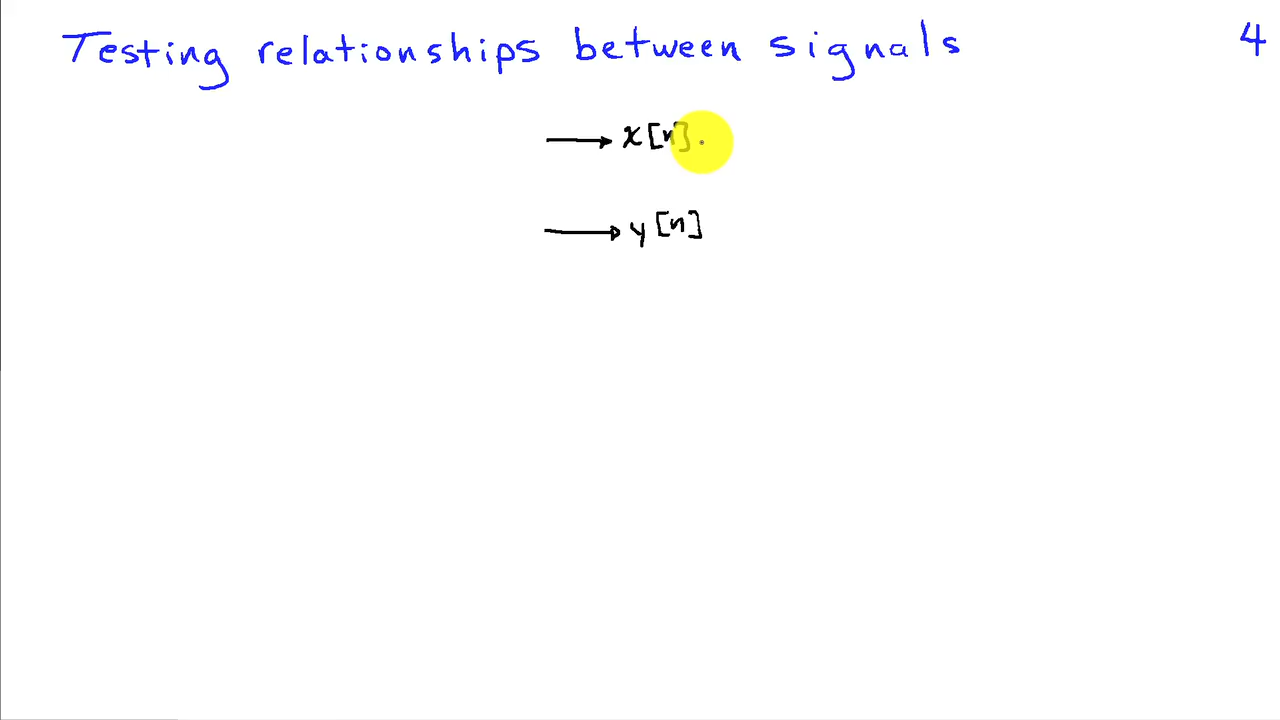 Testing relationships between signals 4
→ x[n]
→ y[n]